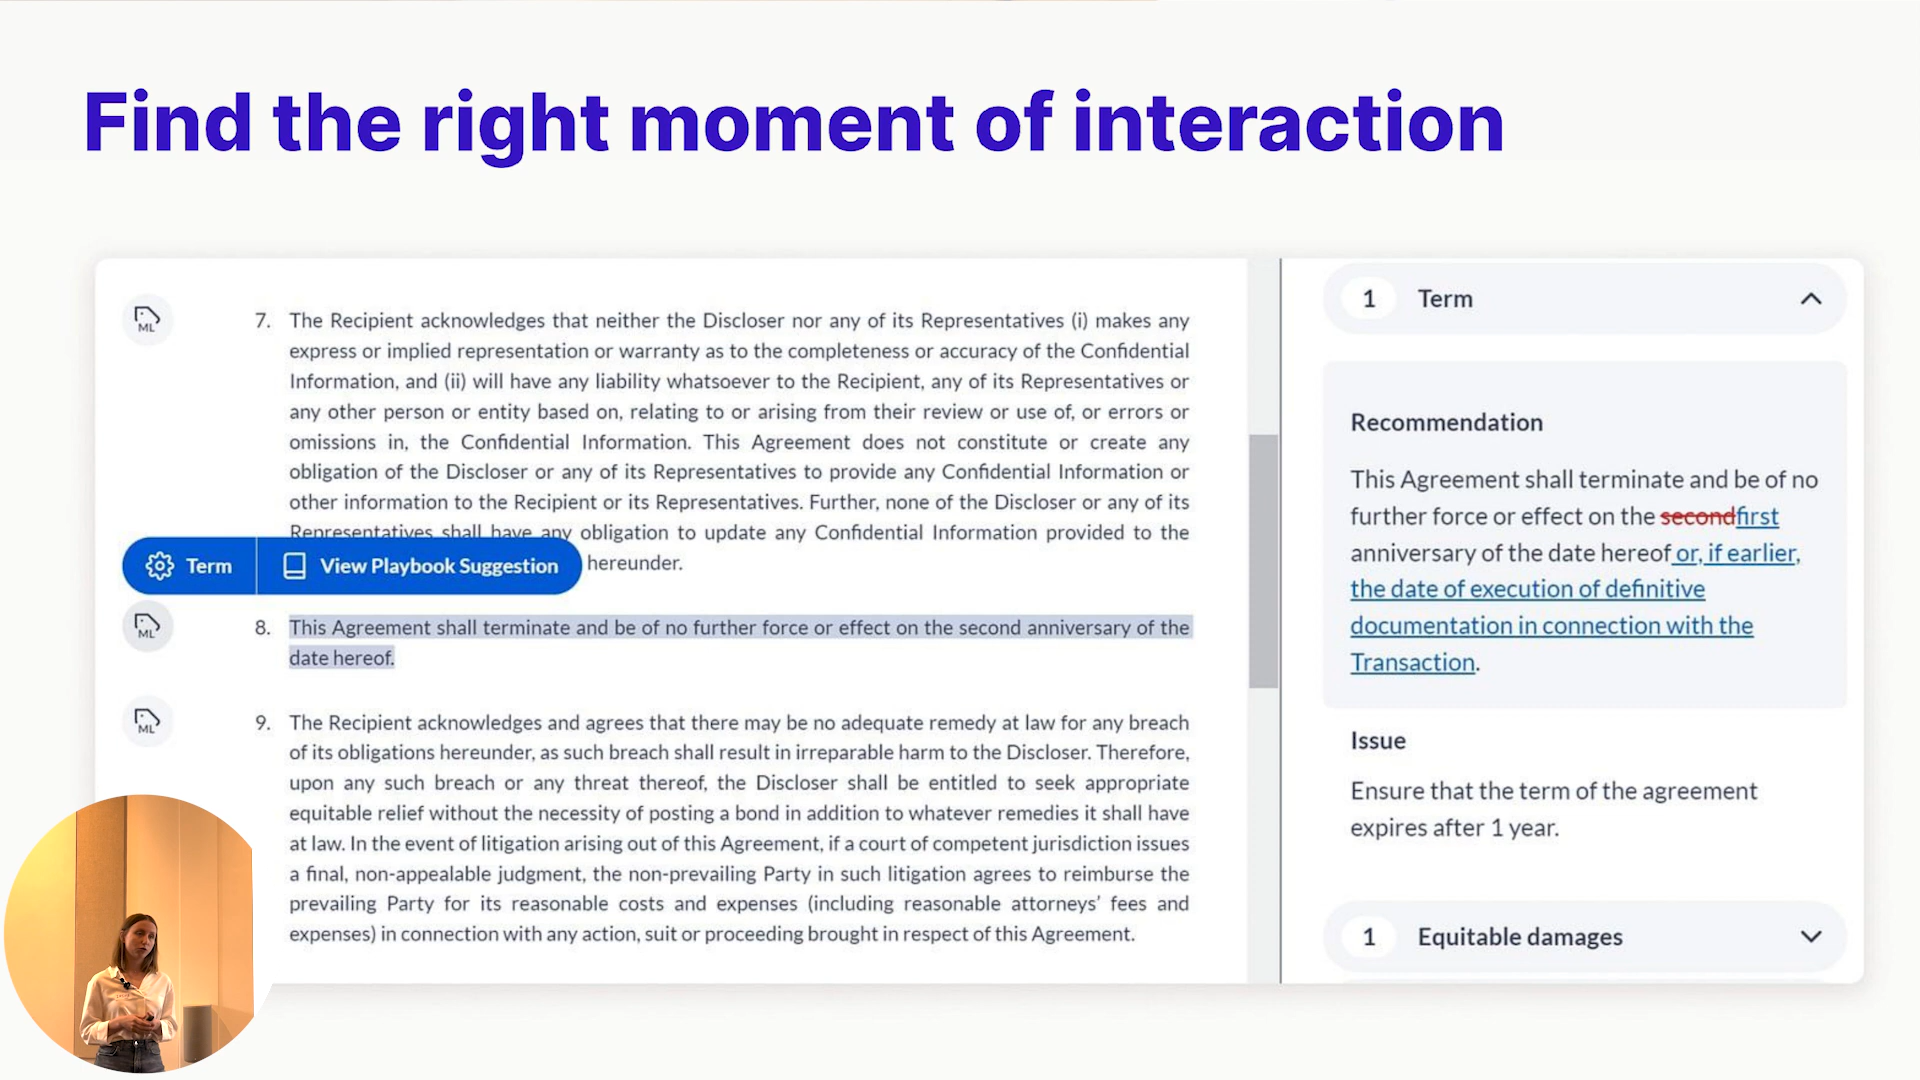 Find the right moment of interaction
ML
7. The Recipient acknowledges that neither the Discloser nor any of its Representatives (i) makes any
express or implied representation or warranty as to the completeness or accuracy of the Confidential
Information, and (ii) will have any liability whatsoever to the Recipient, any of its Representatives or
any other person or entity based on, relating to or arising from their review or use of, or errors or
omissions in, the Confidential Information. This Agreement does not constitute or create any
obligation of the Discloser or any of its Representatives to provide any Confidential Information or
other information to the Recipient or its Representatives. Further, none of the Discloser or any of its
Representatives shall have any obligation to update any Confidential Information provided to the
hereunder.
Term
View Playbook Suggestion
ML
8. This Agreement shall terminate and be of no further force or effect on the second anniversary of the
date hereof.
ML
9. The Recipient acknowledges and agrees that there may be no adequate remedy at law for any breach
of its obligations hereunder, as such breach shall result in irreparable harm to the Discloser. Therefore,
upon any such breach or any threat thereof, the Discloser shall be entitled to seek appropriate
equitable relief without the necessity of posting a bond in addition to whatever remedies it shall have
at law. In the event of litigation arising out of this Agreement, if a court of competent jurisdiction issues
a final, non-appealable judgment, the non-prevailing Party in such litigation agrees to reimburse the
prevailing Party for its reasonable costs and expenses (including reasonable attorneys’ fees and
expenses) in connection with any action, suit or proceeding brought in respect of this Agreement.
1 Term
Recommendation
This Agreement shall terminate and be of no
further force or effect on the secondfirst
anniversary of the date hereof or, if earlier,
the date of execution of definitive
documentation in connection with the
Transaction.
Issue
Ensure that the term of the agreement
expires after 1 year.
1 Equitable damages